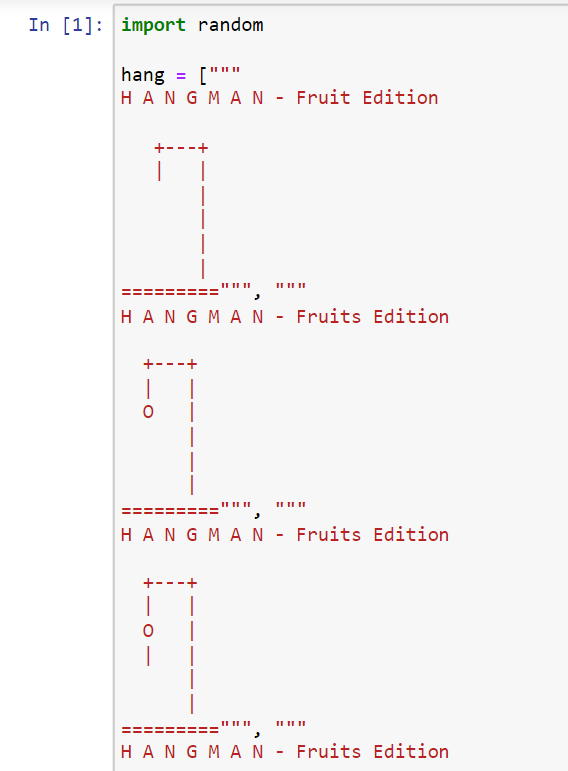 In [1]: import random

hang = ["""
H A N G M A N - Fruit Edition

   +---+
   |   |
       |
       |
       |
       |
=========""", """
H A N G M A N - Fruits Edition

  +---+
  |   |
  O   |
      |
      |
      |
=========""", """
H A N G M A N - Fruits Edition

  +---+
  |   |
  O   |
  |   |
      |
      |
=========""", """
H A N G M A N - Fruits Edition